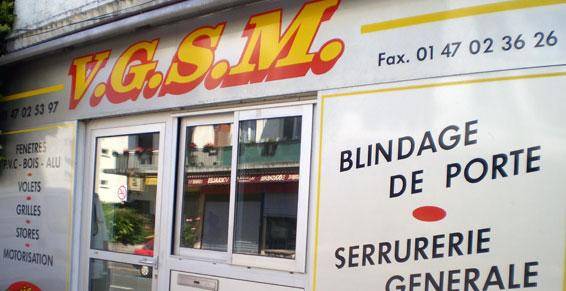 V.G.S.M.
Fax. 01 47 02 36 26
01 47 02 53 97
FENETRES
P.V.C - BOIS - ALU
VOLETS
GRILLES
STORES
MOTORISATION
BLINDAGE
DE PORTE
SERRURERIE
GENERALE